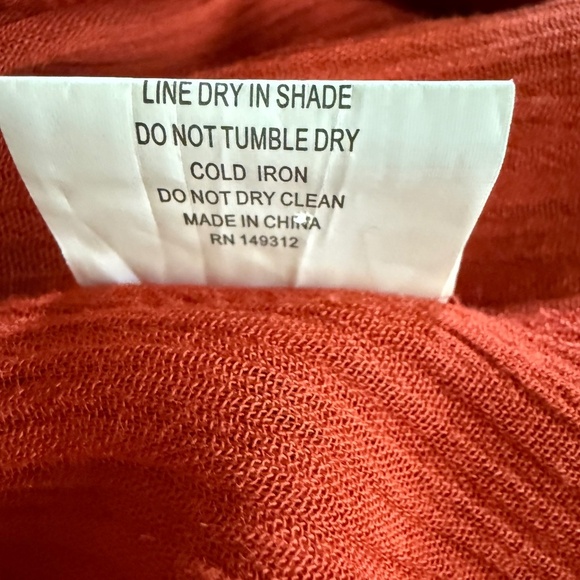 LINE DRY IN SHADE
DO NOT TUMBLE DRY
COLD IRON
DO NOT DRY CLEAN
MADE IN CHINA
RN 149312